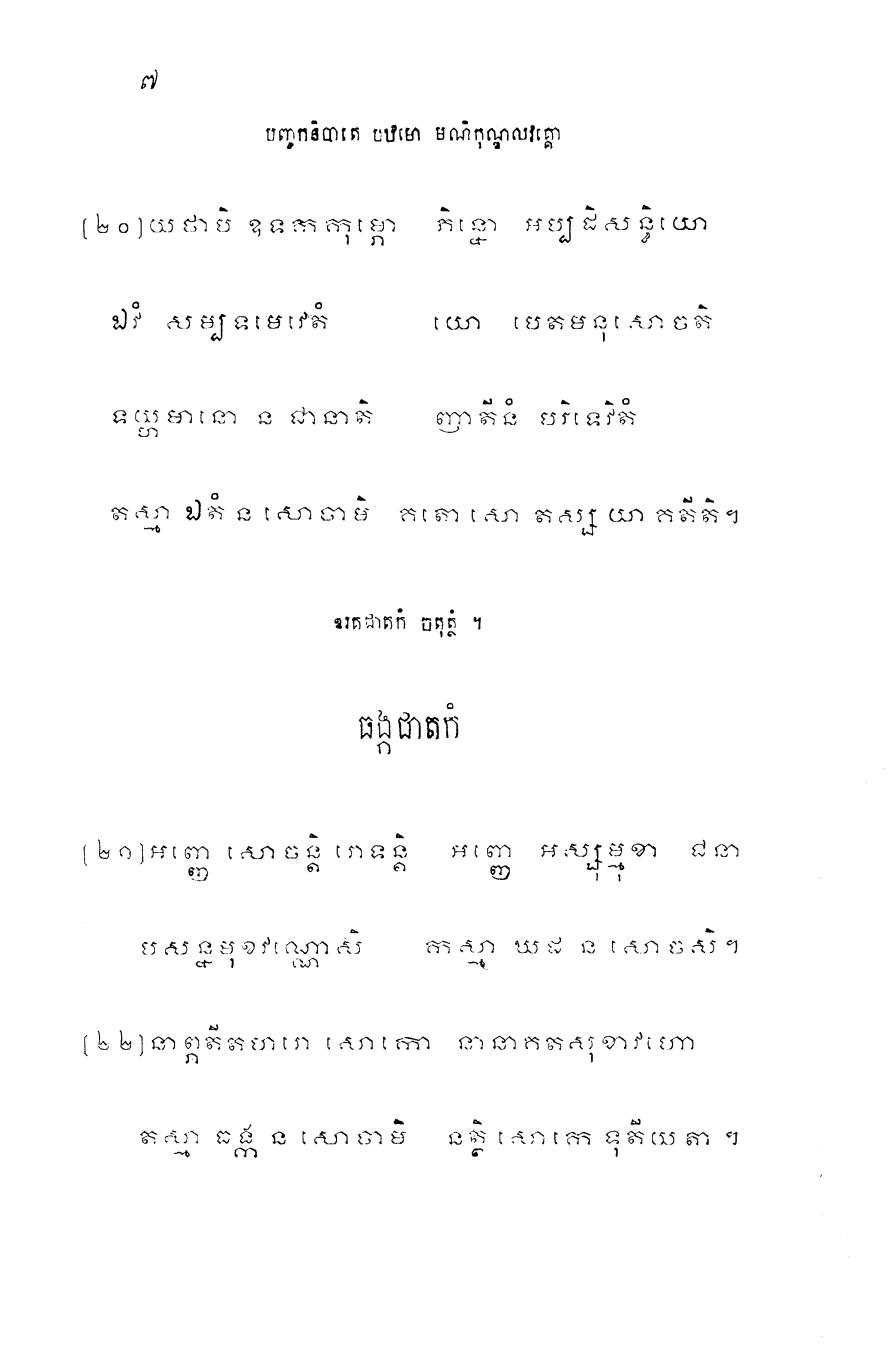 ៧
បញ្ចកនិបាតេ បឋមោ មណិកុណ្ឌលវគ្គោ
[២០]យថាបិ ឧទកកុម្ភោ ភិន្នោ អប្បដិសន្ធិយោ
ឯវំ សម្បទមេវេតំ យោ បេតមនុសោចតិ
ទយ្ហមានោ ន ជានាតិ ញាតីនំ បរិទេវិតំ
តស្មា ឯតំ ន សោចាមិ គតោ សោ តស្ស យា គតីតិ។
ឧរគជាតកំ ចតុត្ថំ ។
ធង្កជាតកំ
[២១]អញ្ញេ សោចន្តិ រោទន្តិ អញ្ញេ អស្សុម្មុខា ជនា
បសន្នមុខវណ្ណោសិ កស្មា ឃដ ន សោចសិ។
[២២]នាព្ភតីតហរោ សោកោ នានាគតសុខាវហោ
តស្មា ធង្ក ន សោចាមិ នត្ថិ សោកេ ទុតីយតា ។